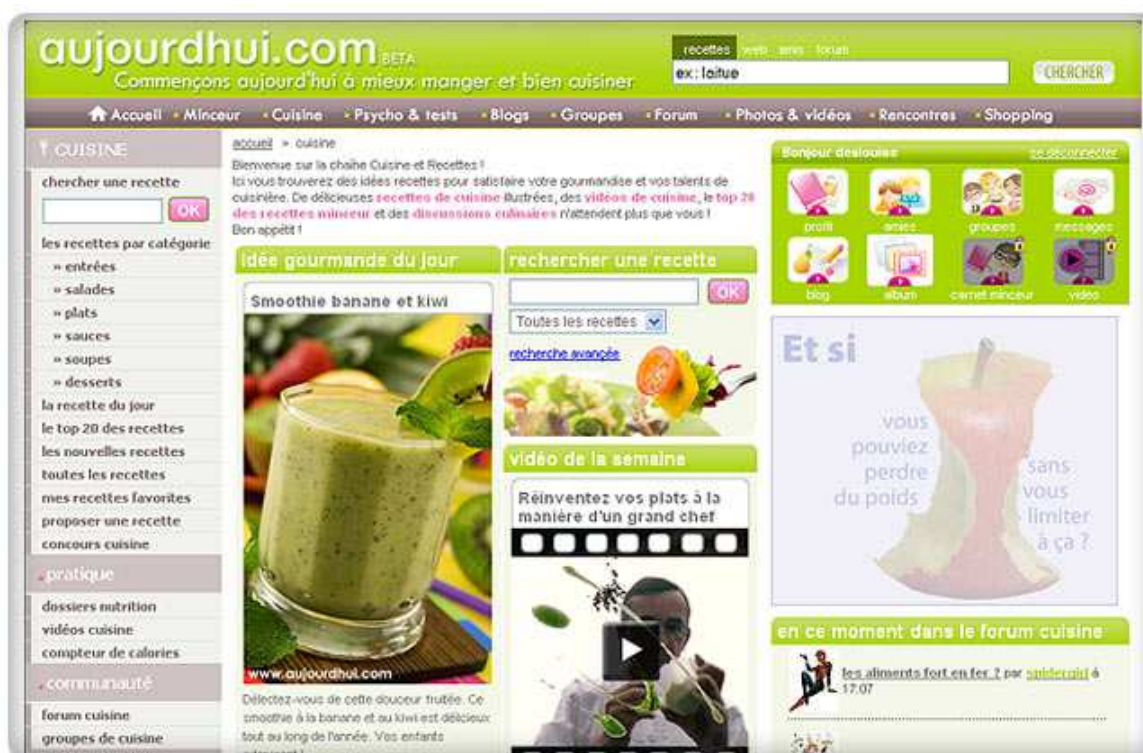 aujourdhui.com BETA
Commençons aujourd'hui à mieux manger et bien cuisiner
recettes web amis forum
ex: laitue
CHERCHER
Accueil Minceur Cuisine Psycho & tests Blogs Groupes Forum Photos & vidéos Rencontres Shopping
CUISINE
chercher une recette
OK
les recettes par catégorie
» entrées
» salades
» plats
» sauces
» soupes
» desserts
la recette du jour
le top 20 des recettes
les nouvelles recettes
toutes les recettes
mes recettes favorites
proposer une recette
concours cuisine
pratique
dossiers nutrition
vidéos cuisine
compteur de calories
communauté
forum cuisine
groupes de cuisine
accueil » cuisine
Bienvenue sur la chaîne Cuisine et Recettes !
Ici vous trouverez des idées recettes pour satisfaire votre gourmandise et vos talents de
cuisinière. De délicieuses recettes de cuisine illustrées, des vidéos de cuisine, le top 20
des recettes minceur et des discussions culinaires n'attendent plus que vous !
Bon appétit !
idée gourmande du jour
Smoothie banane et kiwi
www.aujourdhui.com
Délectez-vous de cette douceur fruitée. Ce
smoothie à la banane et au kiwi est délicieux
tout au long de l'année. Vos enfants
rechercher une recette
OK
Toutes les recettes
recherche avancée
vidéo de la semaine
Réinventez vos plats à la
manière d'un grand chef
Bonjour deslouise se déconnecter
profil amies groupes messages
blog album carnet minceur vidéo
Et si
vous
pouviez
perdre
du poids
sans
vous
limiter
à ça ?
en ce moment dans le forum cuisine
les aliments fort en fer ? par spidergirl à
17:07